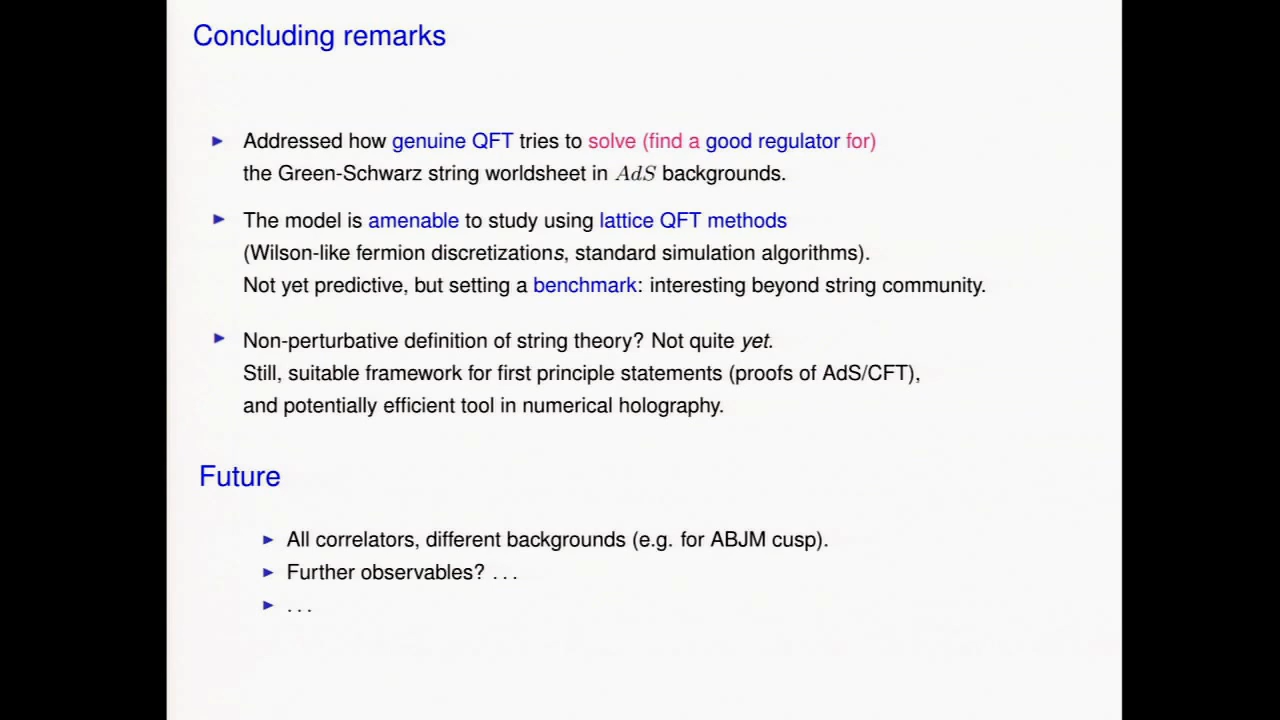 Concluding remarks
Addressed how genuine QFT tries to solve (find a good regulator for)
the Green-Schwarz string worldsheet in AdS backgrounds.
The model is amenable to study using lattice QFT methods
(Wilson-like fermion discretizations, standard simulation algorithms).
Not yet predictive, but setting a benchmark: interesting beyond string community.
Non-perturbative definition of string theory? Not quite yet.
Still, suitable framework for first principle statements (proofs of AdS/CFT),
and potentially efficient tool in numerical holography.
Future
All correlators, different backgrounds (e.g. for ABJM cusp).
Further observables? . . .
. . .